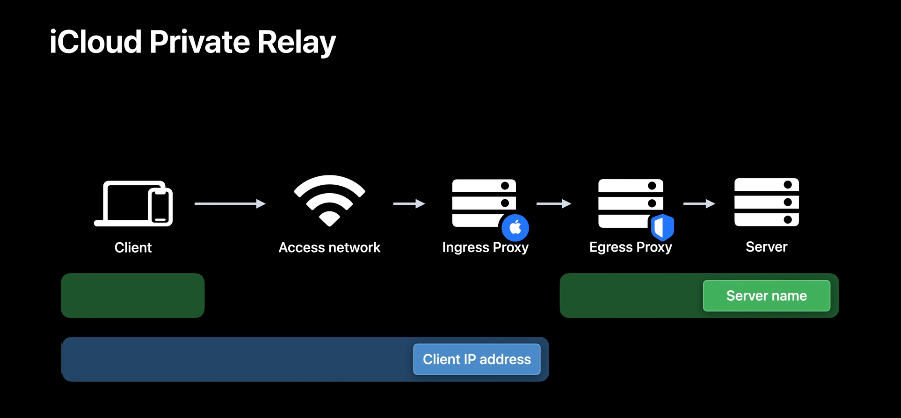 iCloud Private Relay
Client
Access network
Ingress Proxy
Egress Proxy
Server
Server name
Client IP address